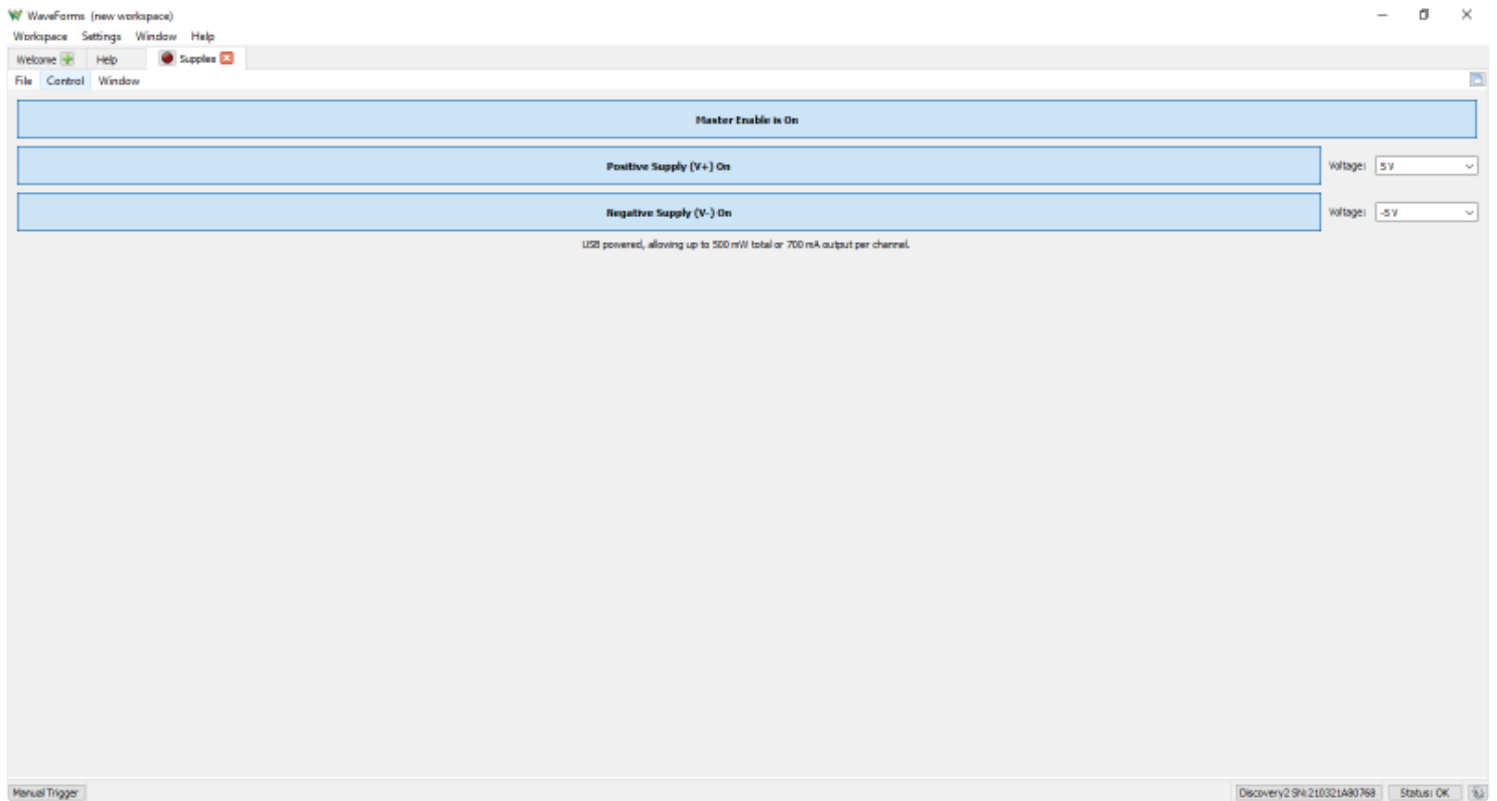 WaveForms (new workspace)
Workspace Settings Window Help
Welcome Help Supplies
File Control Window
Master Enable is On
Positive Supply (V+) On Voltage: 5 V
Negative Supply (V-) On Voltage: -5 V
USB powered, allowing up to 500 mW total or 700 mA output per channel.
Manual Trigger Discovery2 SN:210321A80768 Status: OK